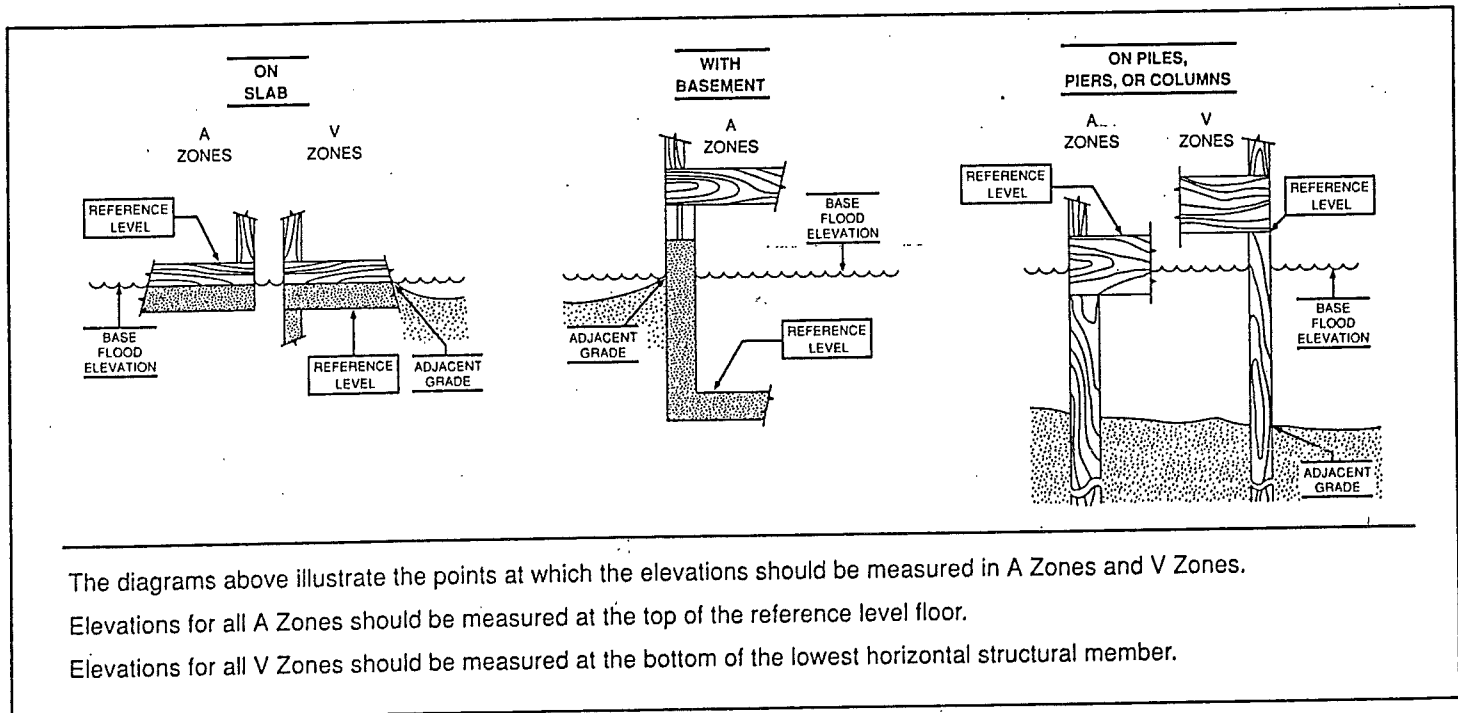 ON
SLAB
A
ZONES
V
ZONES
REFERENCE
LEVEL
BASE
FLOOD
ELEVATION
REFERENCE
LEVEL
ADJACENT
GRADE
WITH
BASEMENT
A
ZONES
BASE
FLOOD
ELEVATION
ADJACENT
GRADE
REFERENCE
LEVEL
ON PILES,
PIERS, OR COLUMNS
A
ZONES
V
ZONES
REFERENCE
LEVEL
REFERENCE
LEVEL
BASE
FLOOD
ELEVATION
ADJACENT
GRADE
The diagrams above illustrate the points at which the elevations should be measured in A Zones and V Zones.
Elevations for all A Zones should be measured at the top of the reference level floor.
Elevations for all V Zones should be measured at the bottom of the lowest horizontal structural member.